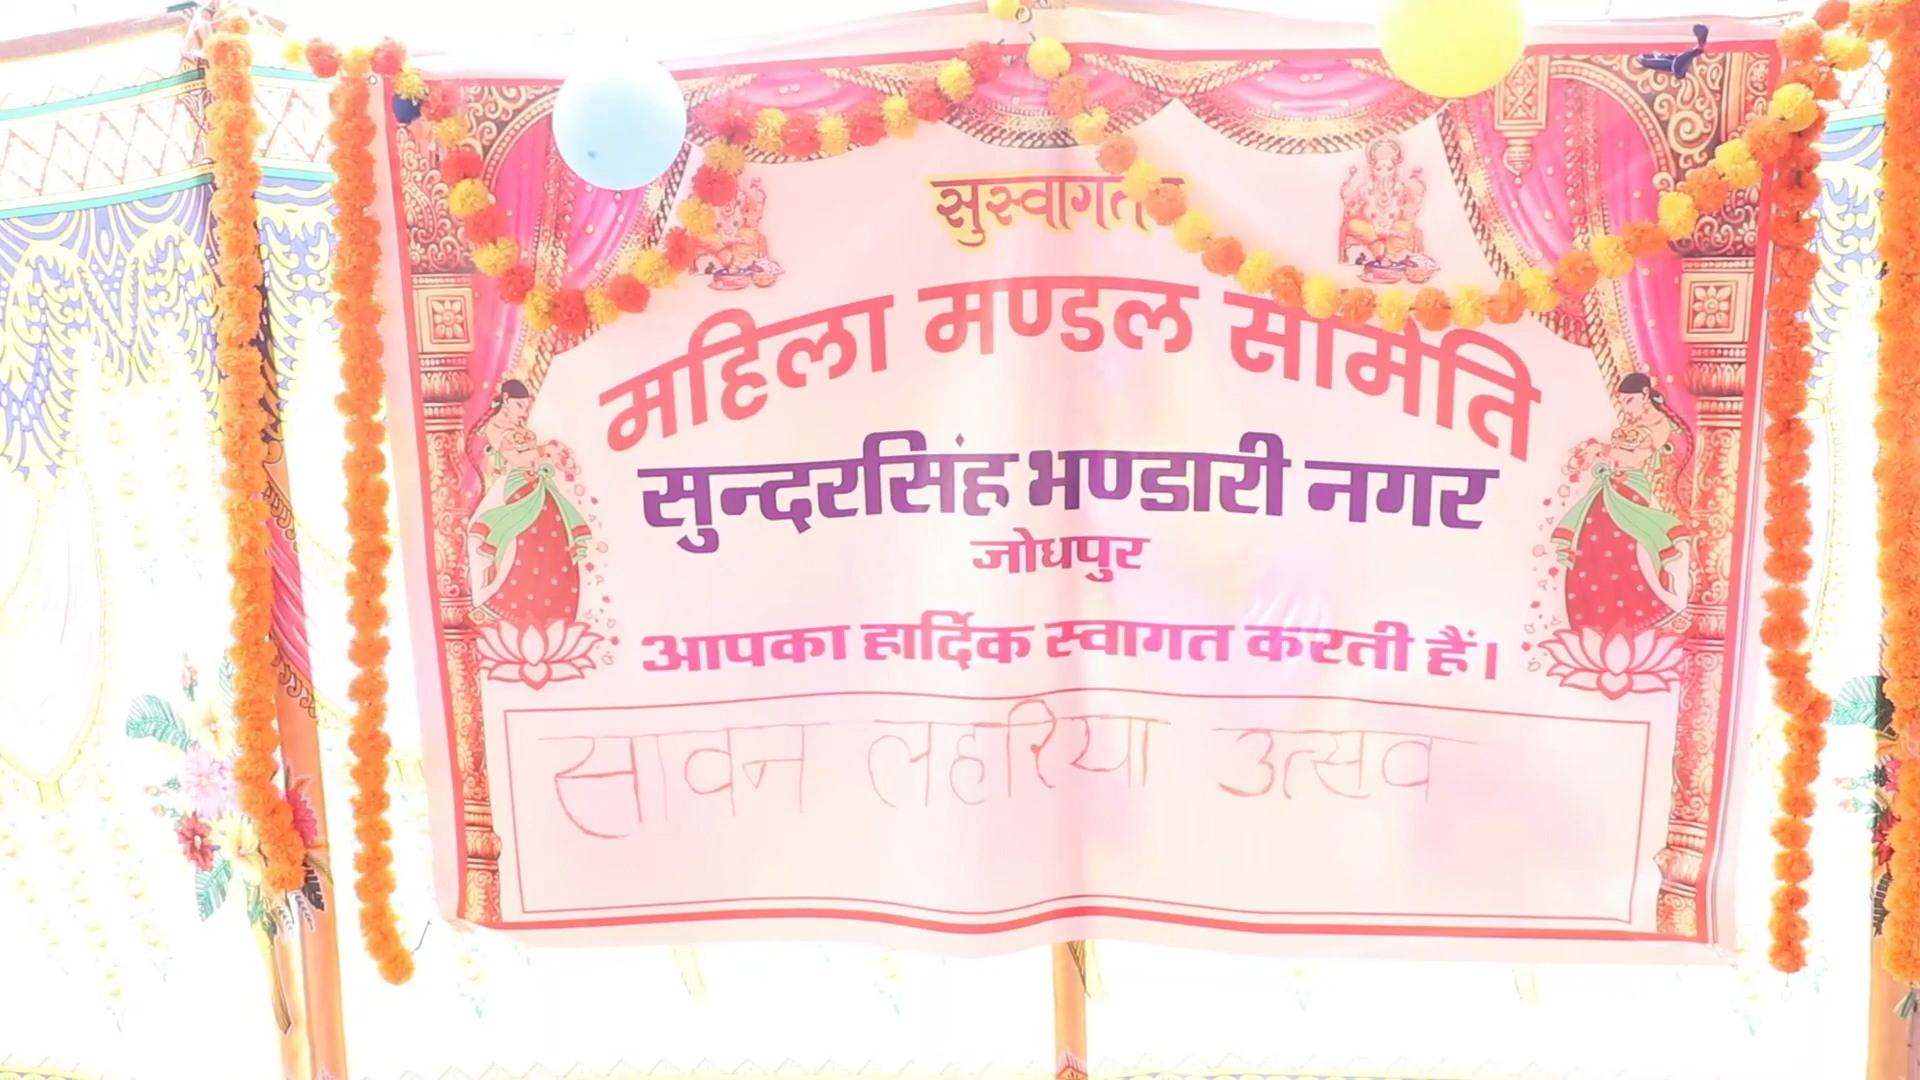 सुस्वागतम
महिला मण्डल समिति
सुन्दरसिंह भण्डारी नगर
जोधपुर
आपका हार्दिक स्वागत करती हैं।
सावन लहरिया उत्सव